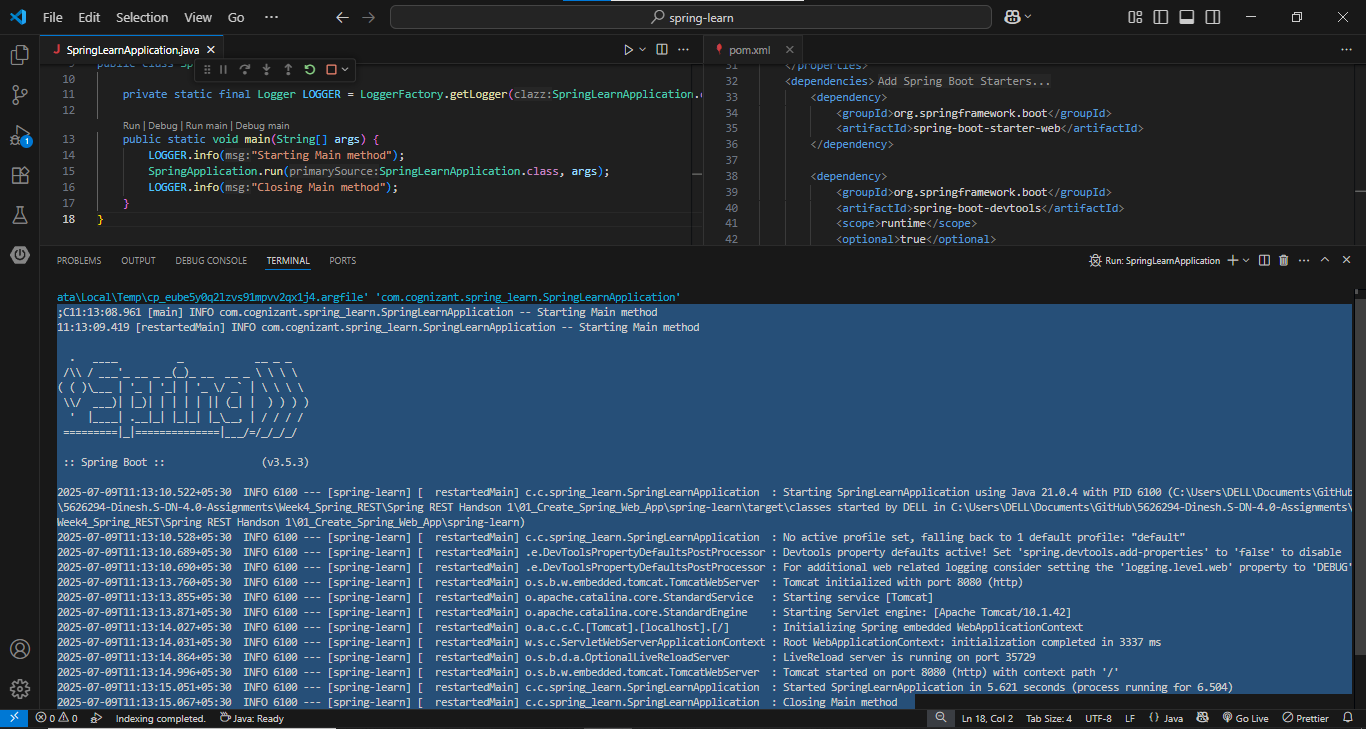 File Edit Selection View Go ··· spring-learn
SpringLearnApplication.java
pom.xml
9 public class Sp
10
11 private static final Logger LOGGER = LoggerFactory.getLogger(clazz:SpringLearnApplication.
12
Run | Debug | Run main | Debug main
13 public static void main(String[] args) {
14 LOGGER.info(msg:"Starting Main method");
15 SpringApplication.run(primarySource:SpringLearnApplication.class, args);
16 LOGGER.info(msg:"Closing Main method");
17 }
18 }
31 </properties>
32 <dependencies> Add Spring Boot Starters...
33 <dependency>
34 <groupId>org.springframework.boot</groupId>
35 <artifactId>spring-boot-starter-web</artifactId>
36 </dependency>
37
38 <dependency>
39 <groupId>org.springframework.boot</groupId>
40 <artifactId>spring-boot-devtools</artifactId>
41 <scope>runtime</scope>
42 <optional>true</optional>
PROBLEMS OUTPUT DEBUG CONSOLE TERMINAL PORTS Run: SpringLearnApplication
ata\Local\Temp\cp_eube5y0q2lzvs91mpvv2qx1j4.argfile' 'com.cognizant.spring_learn.SpringLearnApplication'
;C11:13:08.961 [main] INFO com.cognizant.spring_learn.SpringLearnApplication -- Starting Main method
11:13:09.419 [restartedMain] INFO com.cognizant.spring_learn.SpringLearnApplication -- Starting Main method
  .   ____          _            __ _ _
 /\\ / ___'_ __ _ _(_)_ __  __ _ \ \ \ \
( ( )\___ | '_ | '_| | '_ \/ _` | \ \ \ \
 \\/  ___)| |_)| | | | | || (_| |  ) ) ) )
  '  |____| .__|_| |_|_| |_\__, | / / / /
 =========|_|==============|___/=/_/_/_/
:: Spring Boot :: (v3.5.3)
2025-07-09T11:13:10.522+05:30 INFO 6100 --- [spring-learn] [ restartedMain] c.c.spring_learn.SpringLearnApplication : Starting SpringLearnApplication using Java 21.0.4 with PID 6100 (C:\Users\DELL\Documents\GitHub
\5626294-Dinesh.S-DN-4.0-Assignments\Week4_Spring_REST\Spring REST Handson 1\01_Create_Spring_Web_App\spring-learn\target\classes started by DELL in C:\Users\DELL\Documents\GitHub\5626294-Dinesh.S-DN-4.0-Assignments\
Week4_Spring_REST\Spring REST Handson 1\01_Create_Spring_Web_App\spring-learn)
2025-07-09T11:13:10.528+05:30 INFO 6100 --- [spring-learn] [ restartedMain] c.c.spring_learn.SpringLearnApplication : No active profile set, falling back to 1 default profile: "default"
2025-07-09T11:13:10.689+05:30 INFO 6100 --- [spring-learn] [ restartedMain] .e.DevToolsPropertyDefaultsPostProcessor : Devtools property defaults active! Set 'spring.devtools.add-properties' to 'false' to disable
2025-07-09T11:13:10.690+05:30 INFO 6100 --- [spring-learn] [ restartedMain] .e.DevToolsPropertyDefaultsPostProcessor : For additional web related logging consider setting the 'logging.level.web' property to 'DEBUG'
2025-07-09T11:13:13.760+05:30 INFO 6100 --- [spring-learn] [ restartedMain] o.s.b.w.embedded.tomcat.TomcatWebServer : Tomcat initialized with port 8080 (http)
2025-07-09T11:13:13.855+05:30 INFO 6100 --- [spring-learn] [ restartedMain] o.apache.catalina.core.StandardService : Starting service [Tomcat]
2025-07-09T11:13:13.871+05:30 INFO 6100 --- [spring-learn] [ restartedMain] o.apache.catalina.core.StandardEngine : Starting Servlet engine: [Apache Tomcat/10.1.42]
2025-07-09T11:13:14.027+05:30 INFO 6100 --- [spring-learn] [ restartedMain] o.a.c.c.C.[Tomcat].[localhost].[/] : Initializing Spring embedded WebApplicationContext
2025-07-09T11:13:14.031+05:30 INFO 6100 --- [spring-learn] [ restartedMain] w.s.c.ServletWebServerApplicationContext : Root WebApplicationContext: initialization completed in 3337 ms
2025-07-09T11:13:14.864+05:30 INFO 6100 --- [spring-learn] [ restartedMain] o.s.b.d.a.OptionalLiveReloadServer : LiveReload server is running on port 35729
2025-07-09T11:13:14.996+05:30 INFO 6100 --- [spring-learn] [ restartedMain] o.s.b.w.embedded.tomcat.TomcatWebServer : Tomcat started on port 8080 (http) with context path '/'
2025-07-09T11:13:15.051+05:30 INFO 6100 --- [spring-learn] [ restartedMain] c.c.spring_learn.SpringLearnApplication : Started SpringLearnApplication in 5.621 seconds (process running for 6.504)
2025-07-09T11:13:15.067+05:30 INFO 6100 --- [spring-learn] [ restartedMain] c.c.spring_learn.SpringLearnApplication : Closing Main method
0 0 Indexing completed. Java: Ready Ln 18, Col 2 Tab Size: 4 UTF-8 LF {} Java Go Live Prettier